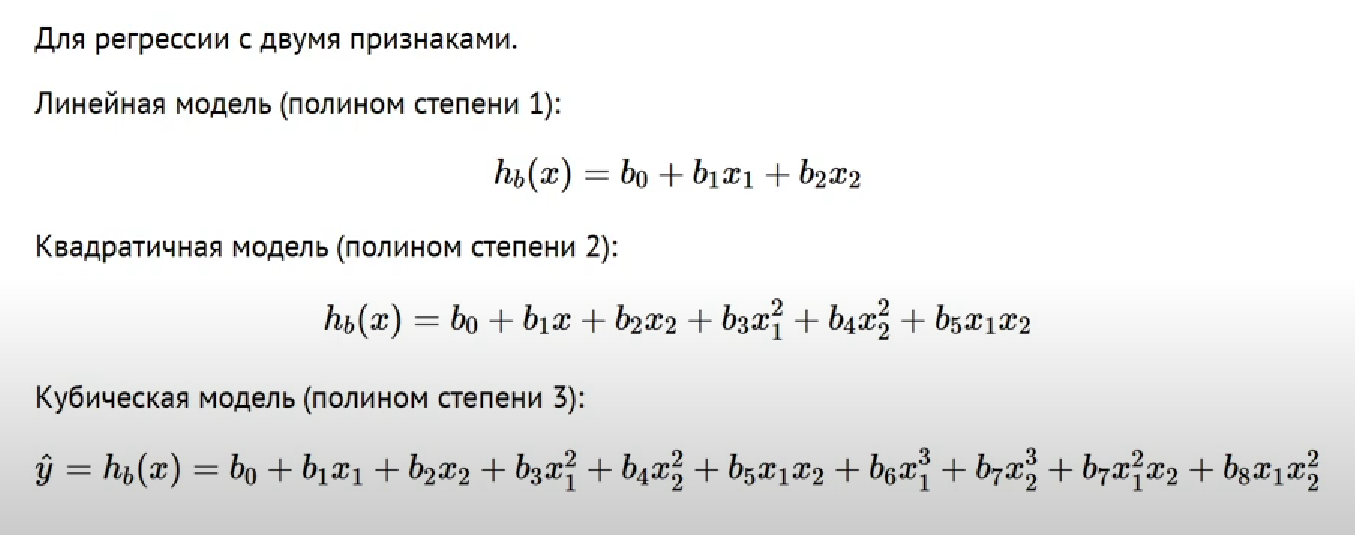 Для регрессии с двумя признаками.
Линейная модель (полином степени 1):
h_b(x) = b_0 + b_1x_1 + b_2x_2
Квадратичная модель (полином степени 2):
h_b(x) = b_0 + b_1x + b_2x_2 + b_3x_1^2 + b_4x_2^2 + b_5x_1x_2
Кубическая модель (полином степени 3):
ŷ = h_b(x) = b_0 + b_1x_1 + b_2x_2 + b_3x_1^2 + b_4x_2^2 + b_5x_1x_2 + b_6x_1^3 + b_7x_2^3 + b_7x_1^2x_2 + b_8x_1x_2^2